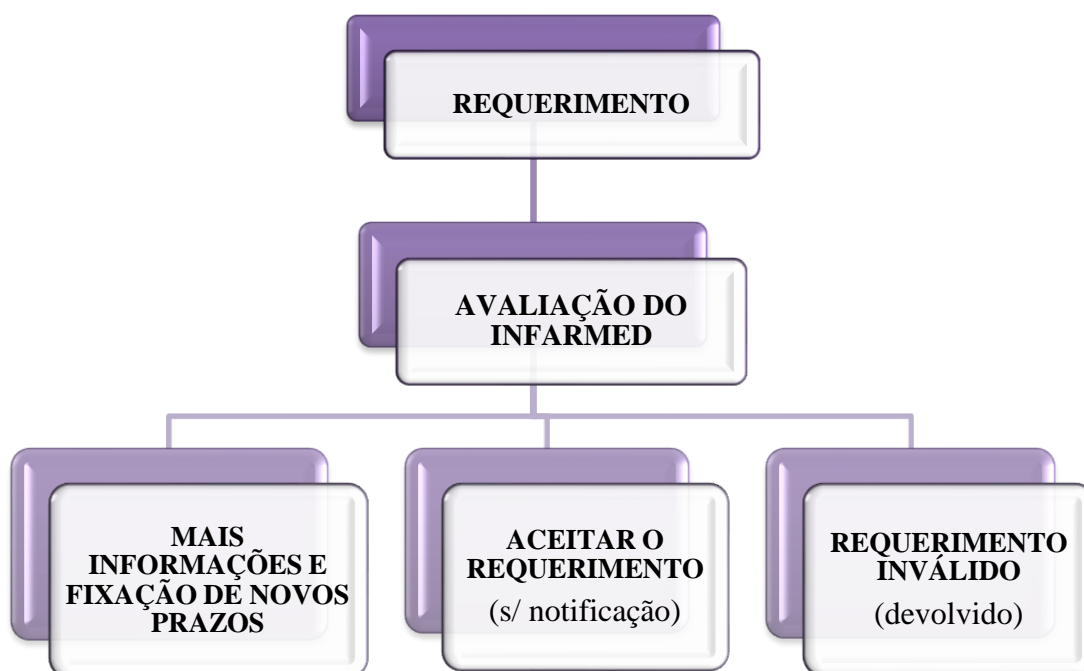 REQUERIMENTO
AVALIAÇÃO DO
INFARMED
MAIS
INFORMAÇÕES E
FIXAÇÃO DE NOVOS
PRAZOS
ACEITAR O
REQUERIMENTO
(s/ notificação)
REQUERIMENTO
INVÁLIDO
(devolvido)